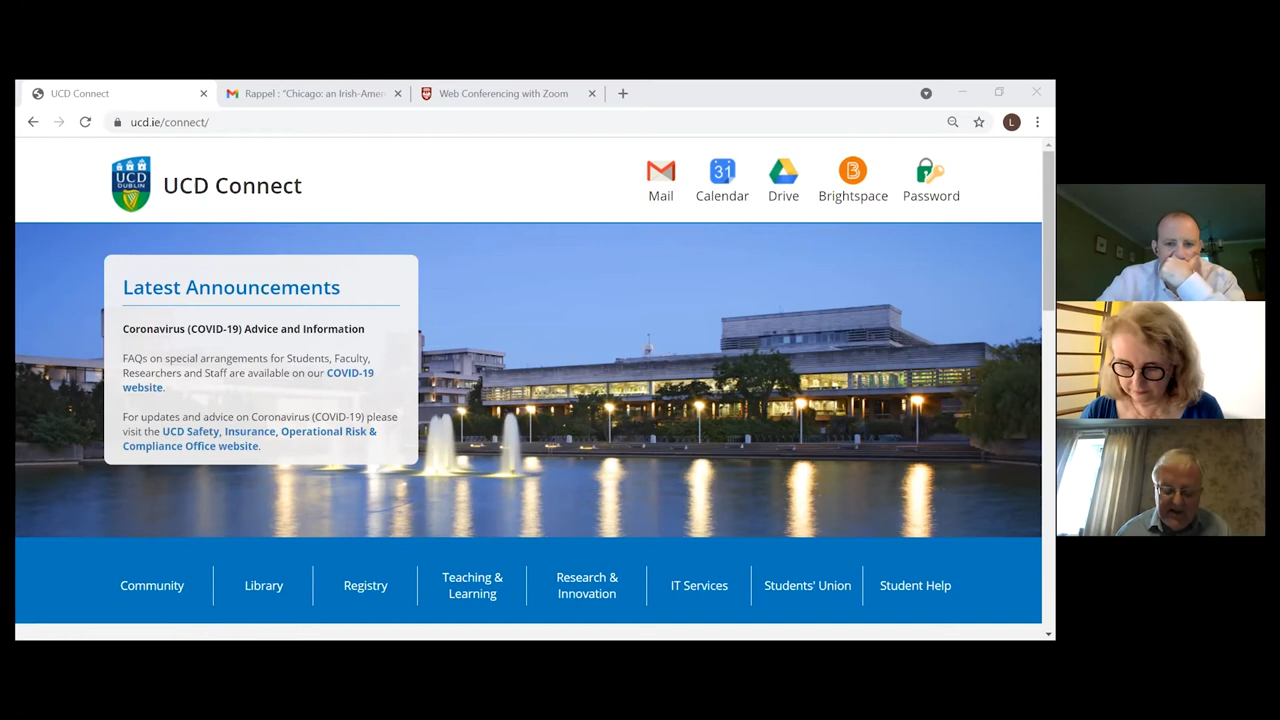 UCD Connect
Rappel : "Chicago: an Irish-Amer
Web Conferencing with Zoom
ucd.ie/connect/
L
UCD
DUBLIN
UCD Connect
31
Mail
Calendar
Drive
Brightspace
Password
Latest Announcements
Coronavirus (COVID-19) Advice and Information
FAQs on special arrangements for Students, Faculty,
Researchers and Staff are available on our COVID-19
website.
For updates and advice on Coronavirus (COVID-19) please
visit the UCD Safety, Insurance, Operational Risk &
Compliance Office website.
Community
Library
Registry
Teaching &
Learning
Research &
Innovation
IT Services
Students' Union
Student Help